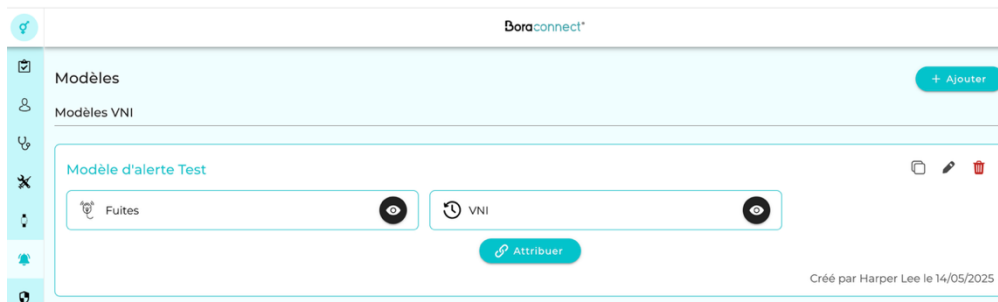 Boraconnect*
Modèles
+ Ajouter
Modèles VNI
Modèle d'alerte Test
Fuites
VNI
Attribuer
Créé par Harper Lee le 14/05/2025